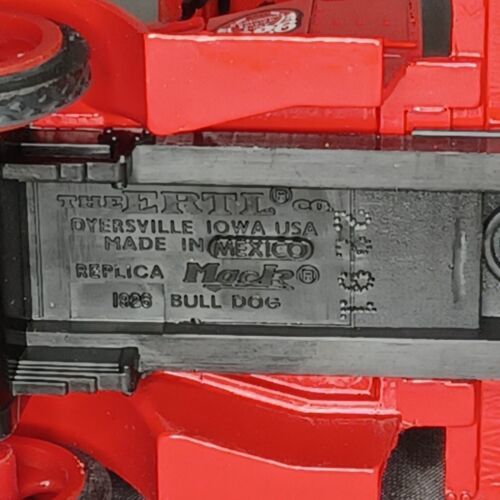 THE ERTL® CO.
DYERSVILLE IOWA USA
MADE IN MEXICO
REPLICA Mack®
1926 BULL DOG